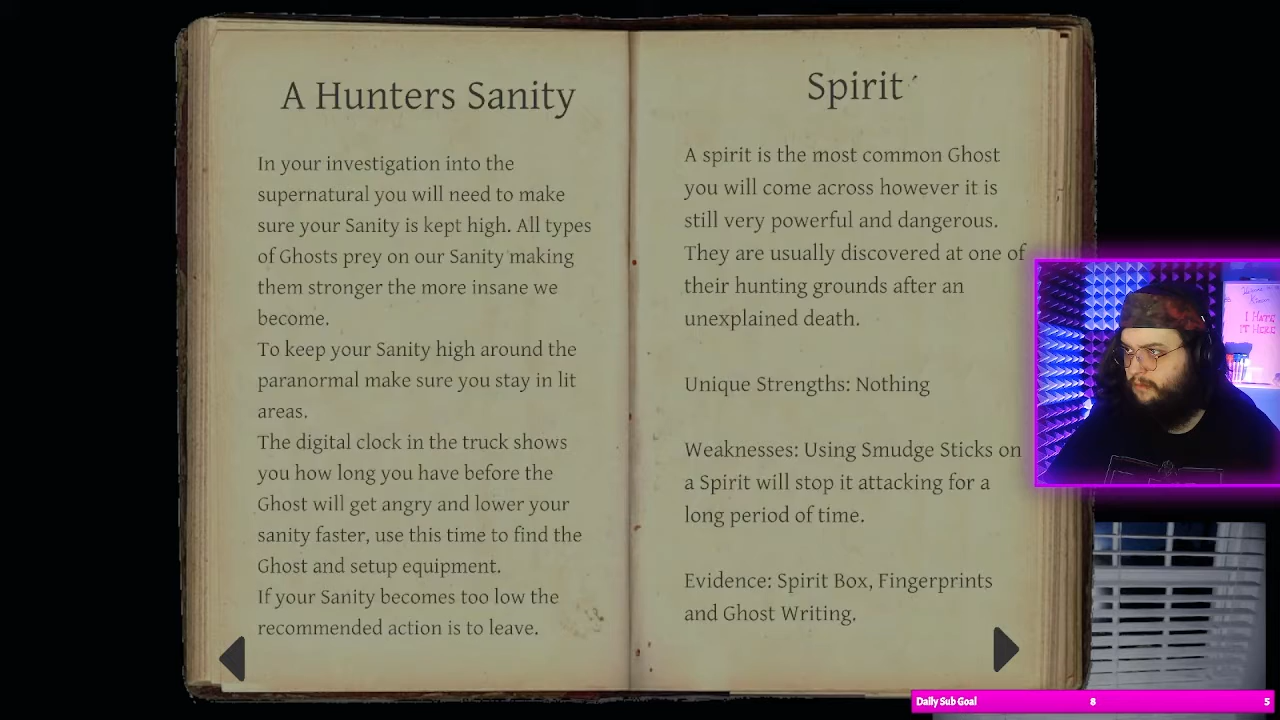 A Hunters Sanity
In your investigation into the
supernatural you will need to make
sure your Sanity is kept high. All types
of Ghosts prey on our Sanity making
them stronger the more insane we
become.
To keep your Sanity high around the
paranormal make sure you stay in lit
areas.
The digital clock in the truck shows
you how long you have before the
Ghost will get angry and lower your
sanity faster, use this time to find the
Ghost and setup equipment.
If your Sanity becomes too low the
recommended action is to leave.
Spirit
A spirit is the most common Ghost
you will come across however it is
still very powerful and dangerous.
They are usually discovered at one of
their hunting grounds after an
unexplained death.
Unique Strengths: Nothing
Weaknesses: Using Smudge Sticks on
a Spirit will stop it attacking for a
long period of time.
Evidence: Spirit Box, Fingerprints
and Ghost Writing.
I HATE
IT HERE
Daily Sub Goal 8 5